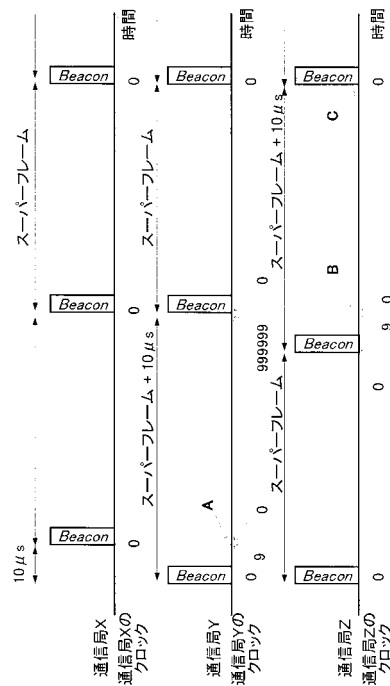 10μs
スーパーフレーム
Beacon
Beacon
Beacon
通信局X
通信局Xの
クロック
0
0
0
時間
スーパーフレーム + 10μs
スーパーフレーム
A
Beacon
Beacon
Beacon
通信局Y
通信局Yの
クロック
0
9
0
999999
0
0
時間
スーパーフレーム
スーパーフレーム + 10μs
B
C
Beacon
Beacon
Beacon
通信局Z
通信局Zの
クロック
0
0
9
0
0
時間